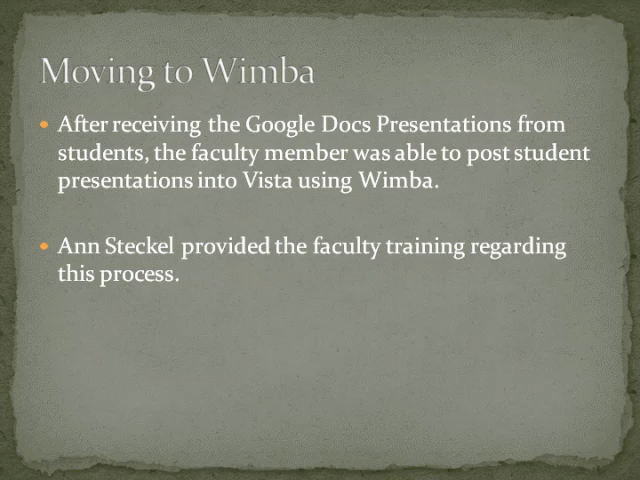 Moving to Wimba
• After receiving the Google Docs Presentations from
students, the faculty member was able to post student
presentations into Vista using Wimba.
• Ann Steckel provided the faculty training regarding
this process.